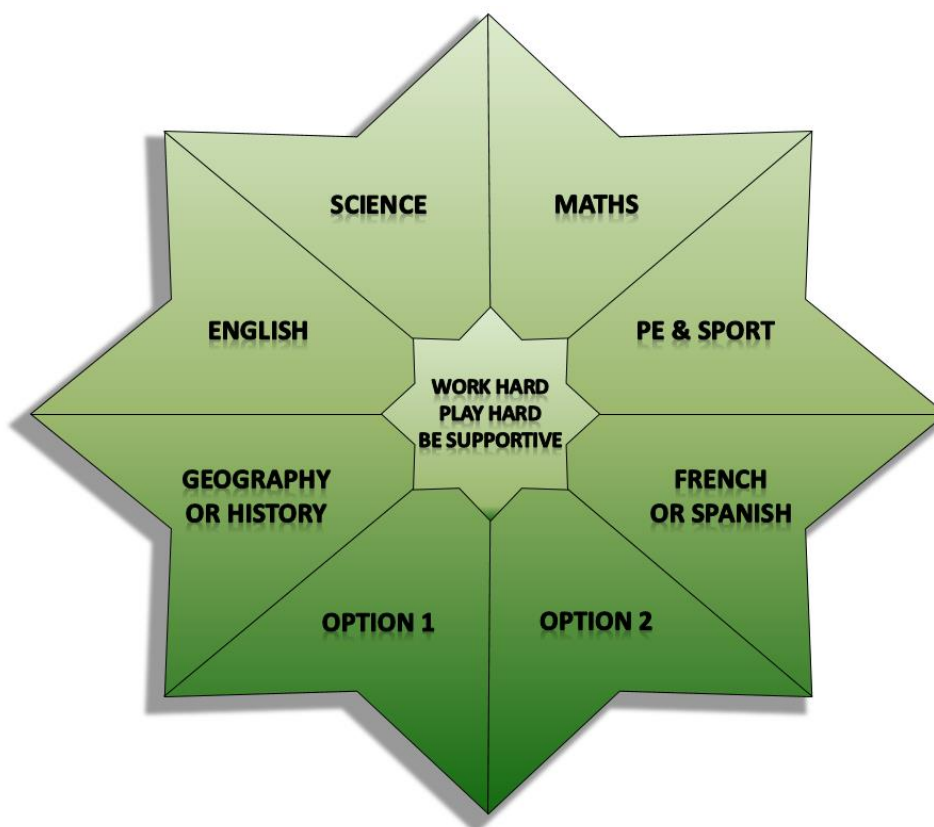 SCIENCE
MATHS
ENGLISH
PE & SPORT
WORK HARD
PLAY HARD
BE SUPPORTIVE
GEOGRAPHY
OR HISTORY
FRENCH
OR SPANISH
OPTION 1
OPTION 2